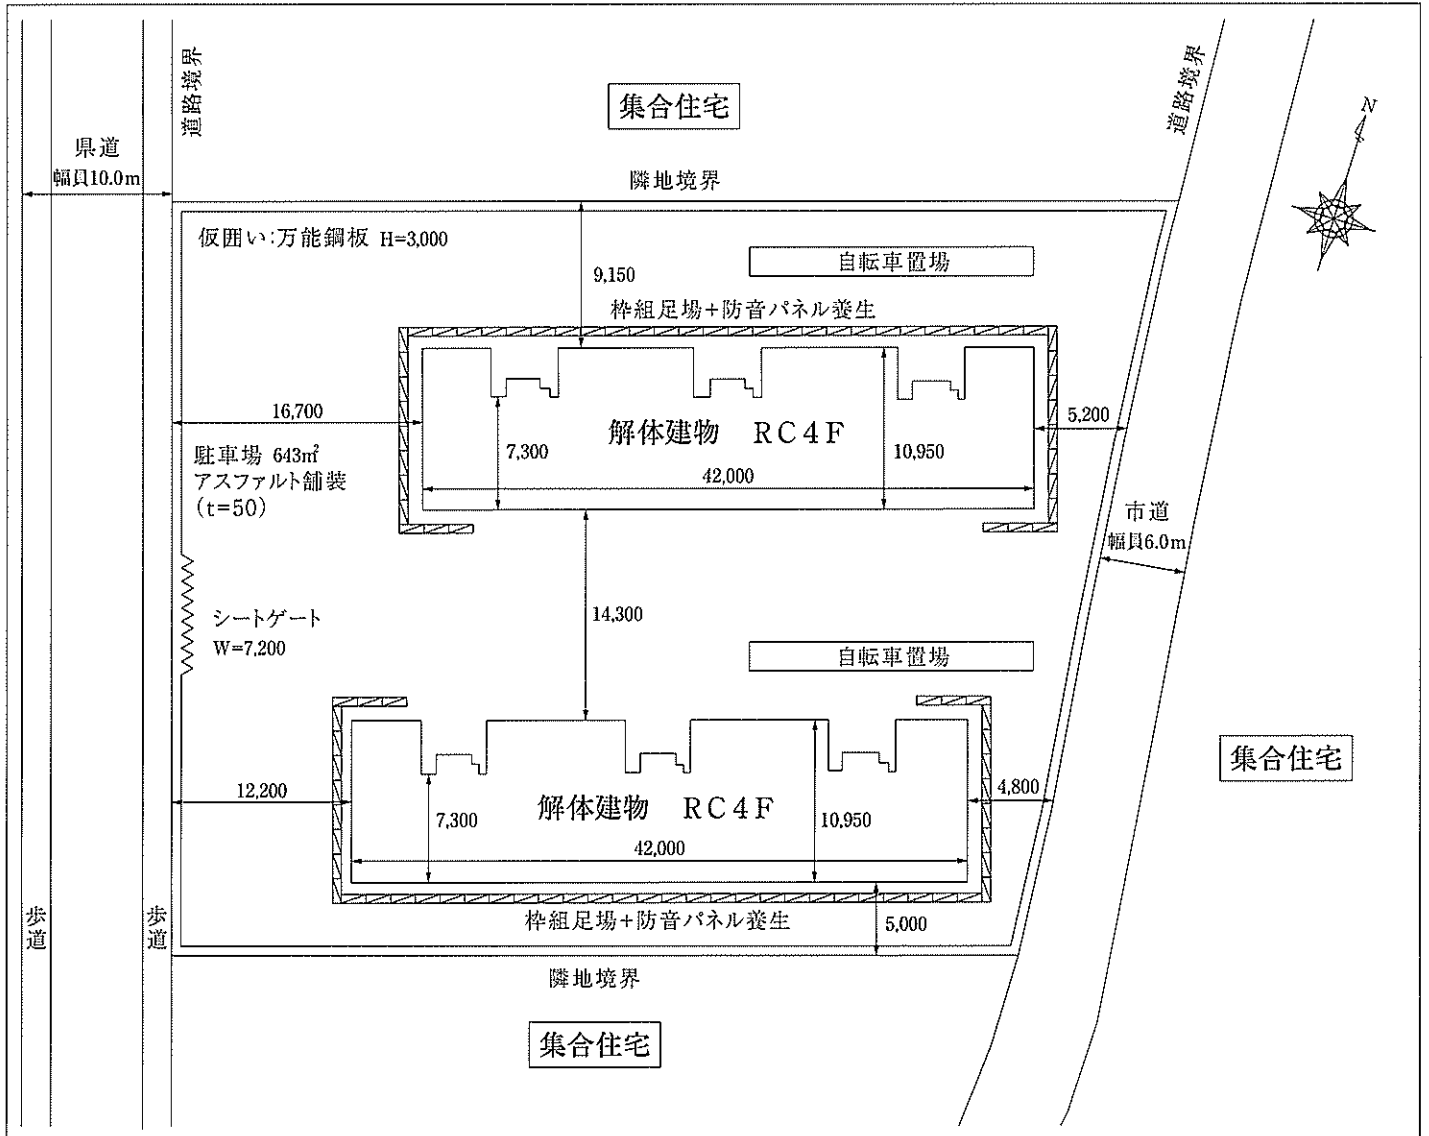 道路境界
集合住宅
道路境界
N
県道
幅員10.0m
隣地境界
仮囲い:万能鋼板 H=3,000
自転車置場
9,150
枠組足場+防音パネル養生
16,700
解体建物 RC4F
5,200
駐車場 643㎡
アスファルト舗装
(t=50)
7,300
10,950
42,000
市道
幅員6.0m
シートゲート
W=7,200
14,300
自転車置場
集合住宅
12,200
解体建物 RC4F
4,800
7,300
10,950
42,000
歩道
歩道
枠組足場+防音パネル養生
5,000
隣地境界
集合住宅